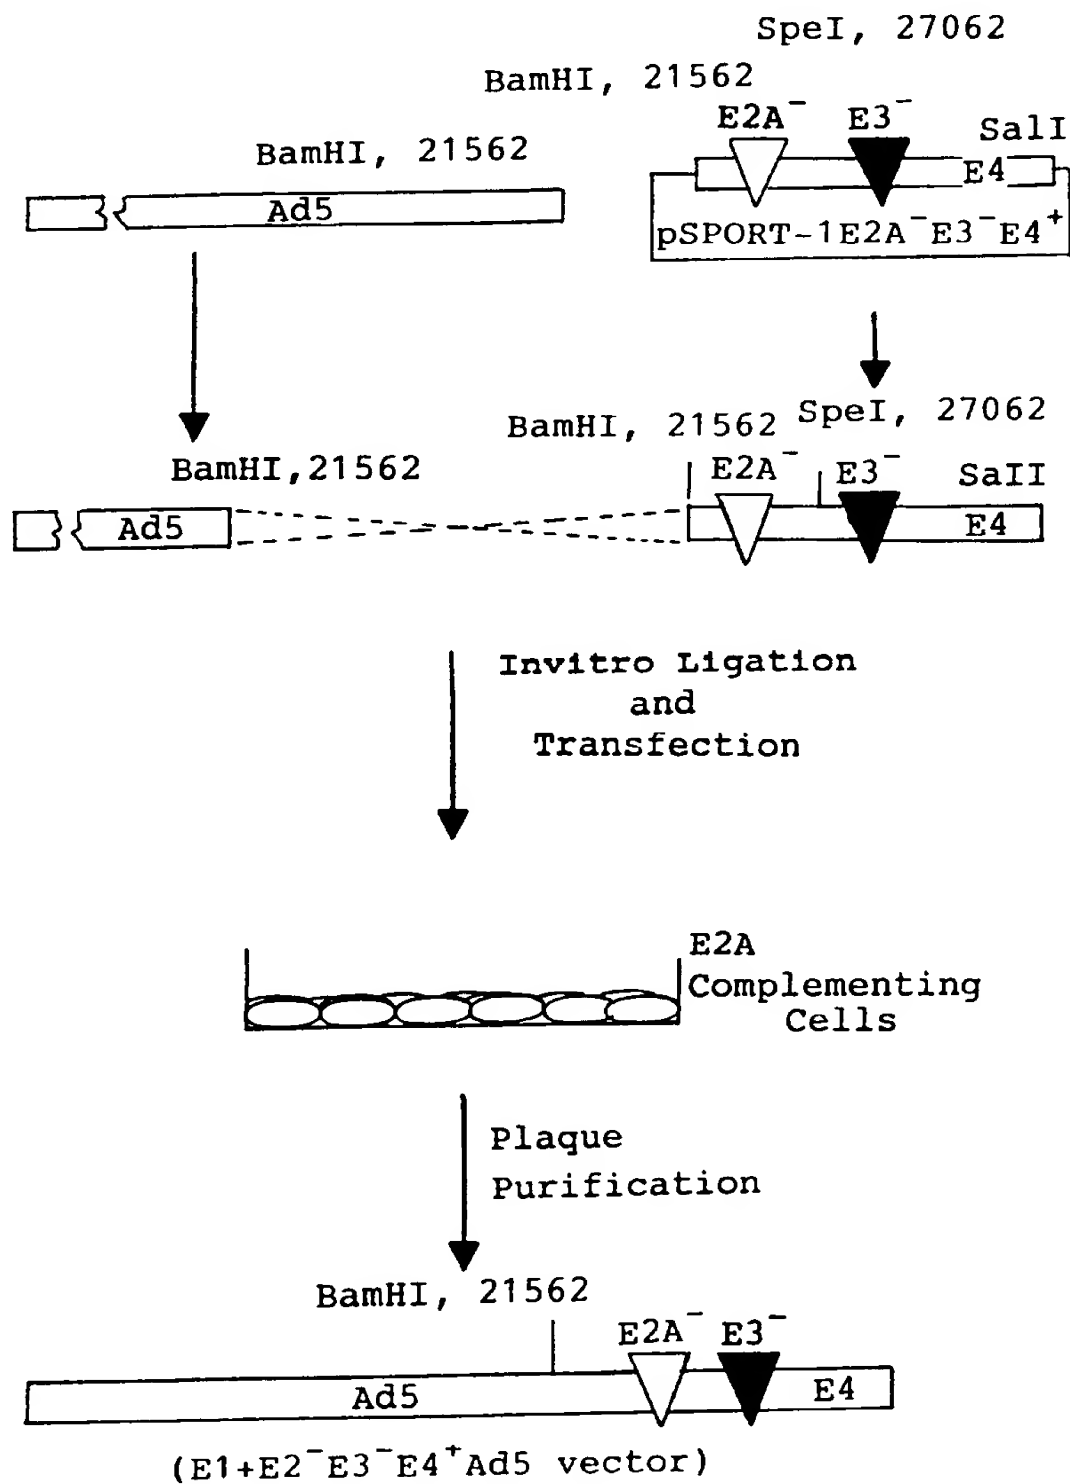 SpeI, 27062
BamHI, 21562
E2A⁻ E3⁻ SalI
BamHI, 21562
E4
Ad5
pSPORT-1E2A⁻E3⁻E4⁺
BamHI, 21562 SpeI, 27062
BamHI,21562
E2A⁻ E3⁻ SaII
Ad5
E4
Invitro Ligation
and
Transfection
E2A
Complementing
Cells
Plaque
Purification
BamHI, 21562
E2A⁻ E3⁻
Ad5
E4
(E1+E2⁻E3⁻E4⁺Ad5 vector)